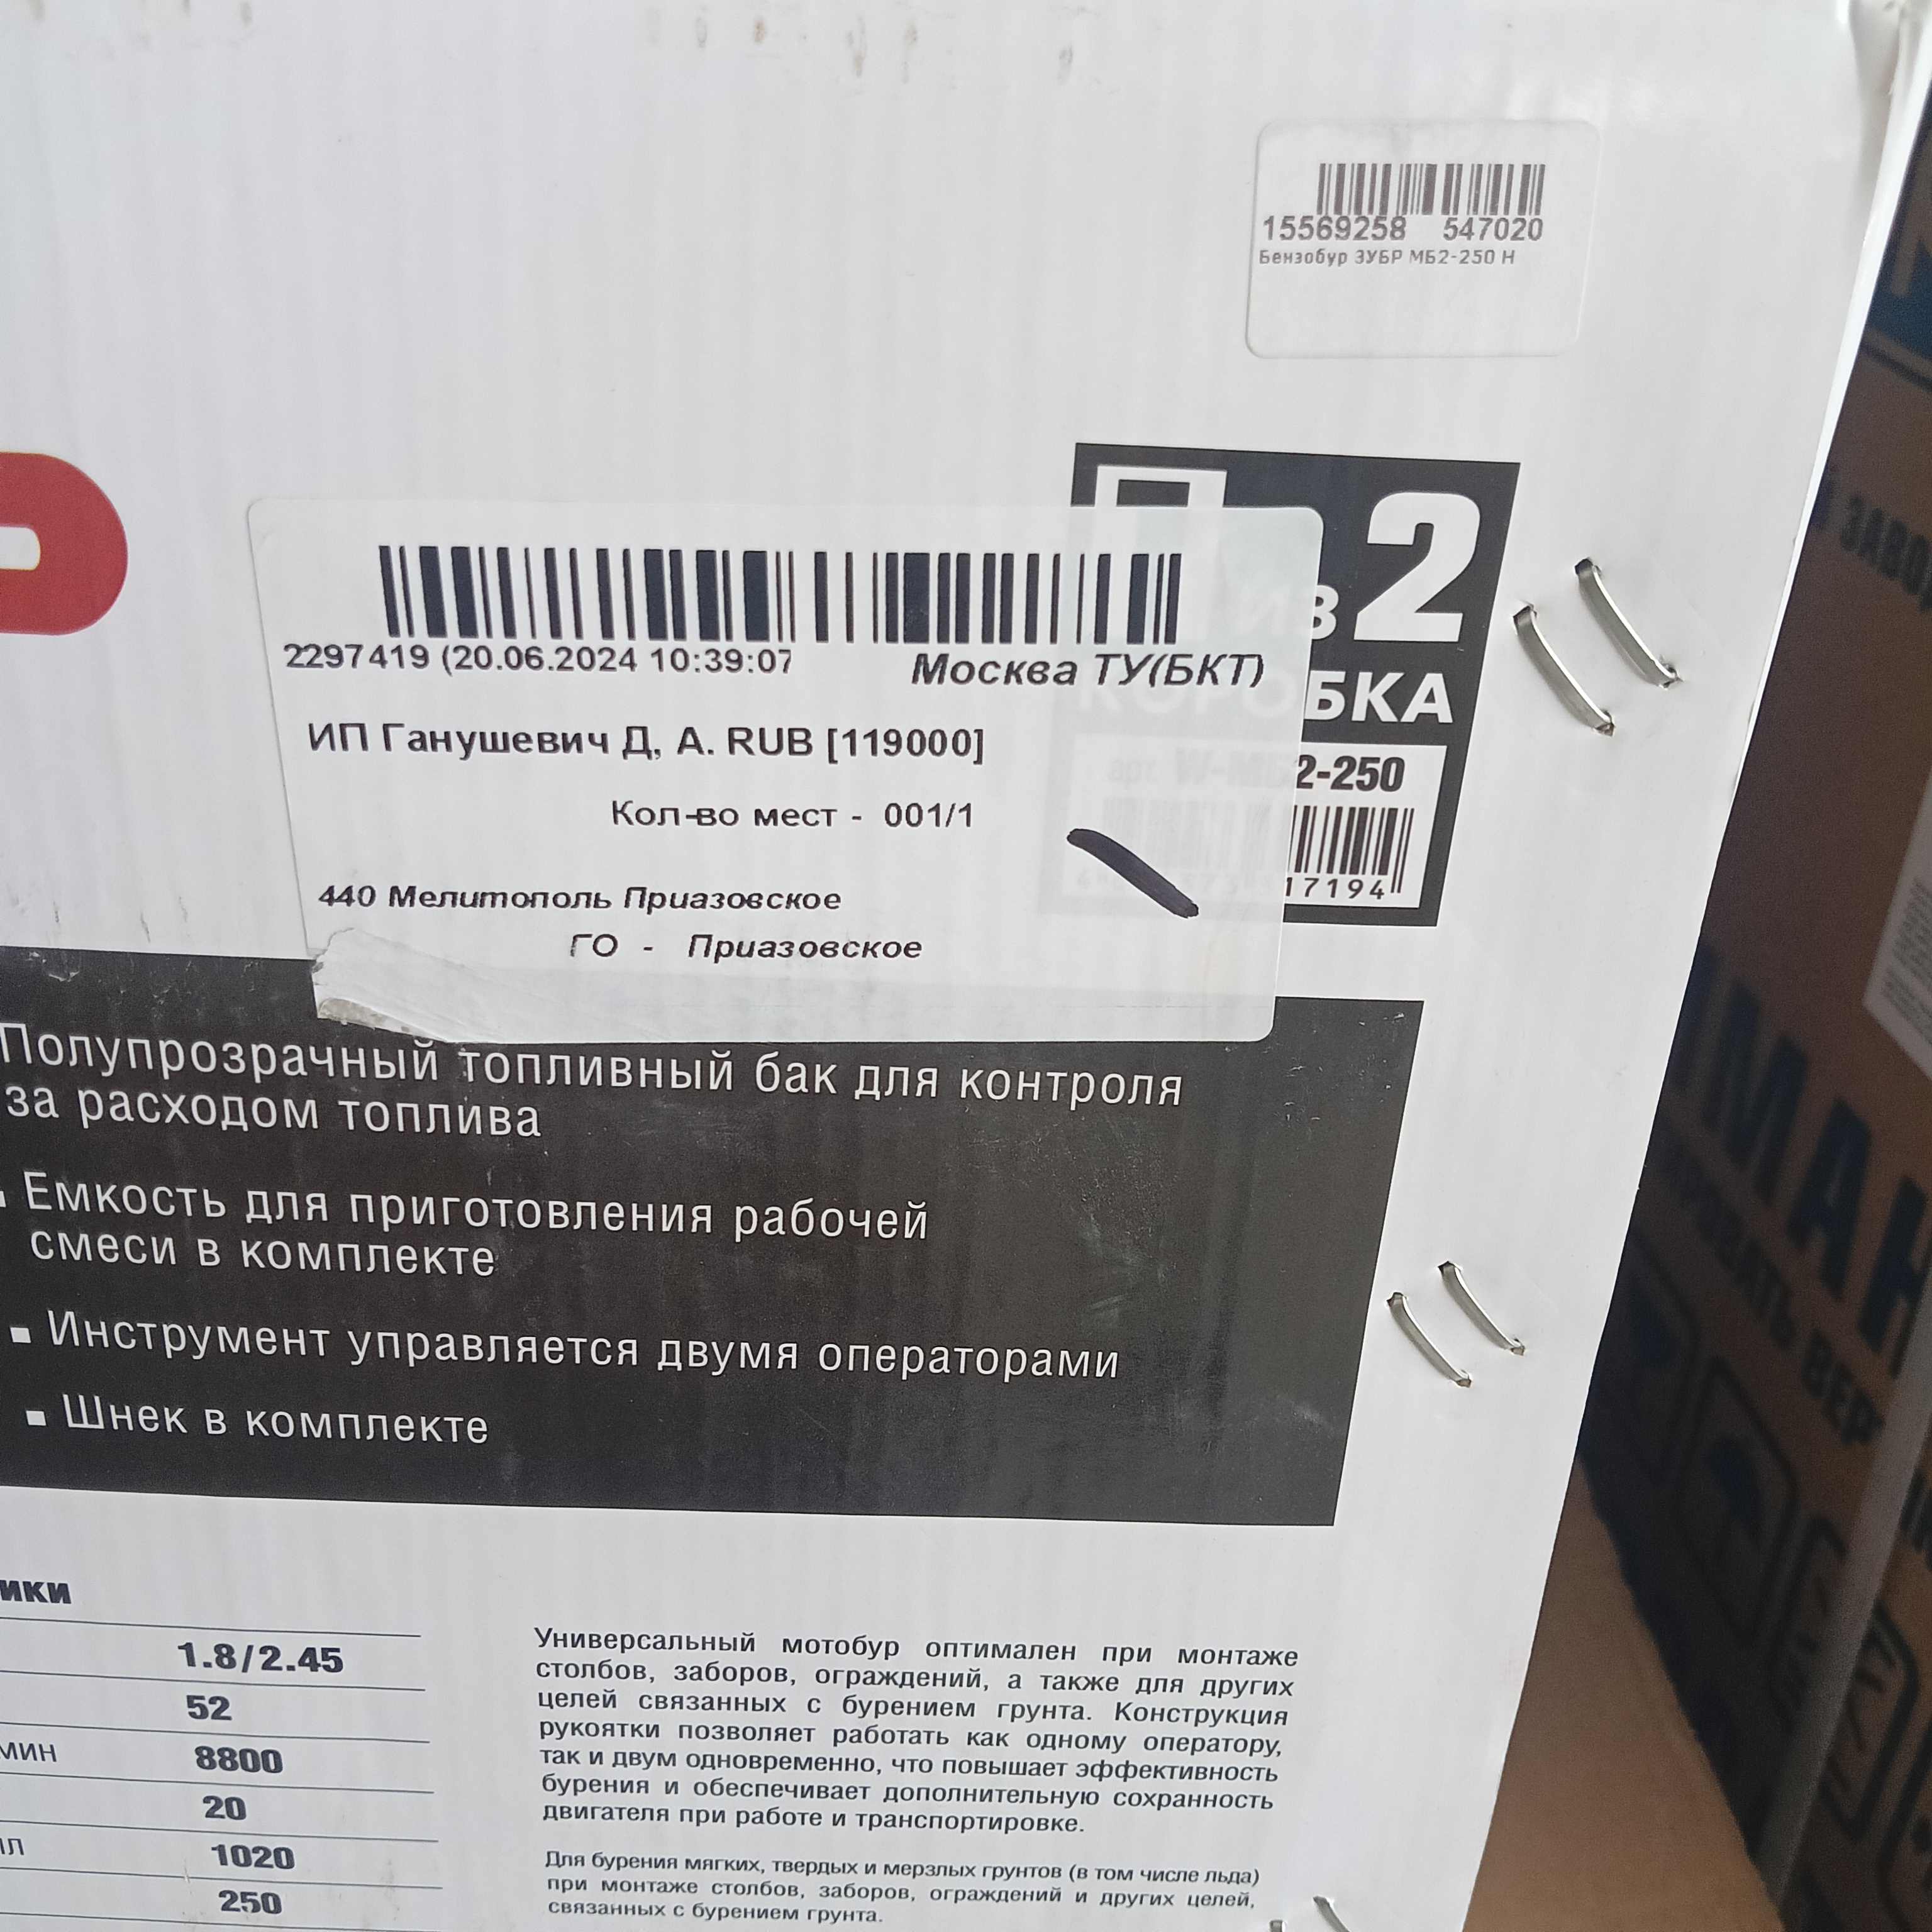 15569258 547020
Бензобур ЗУБР МБ2-250 Н
из 2
КОРОБКА
арт. W-МБ2-250
17194
2297419 (20.06.2024 10:39:07
Москва ТУ(БКТ)
ИП Ганушевич Д, А. RUB [119000]
Кол-во мест - 001/1
440 Мелитополь Приазовское
ГО - Приазовское
Полупрозрачный топливный бак для контроля
за расходом топлива
Емкость для приготовления рабочей
смеси в комплекте
Инструмент управляется двумя операторами
Шнек в комплекте
ики
1.8/2.45
52
мин 8800
20
мл 1020
250
Универсальный мотобур оптимален при монтаже
столбов, заборов, ограждений, а также для других
целей связанных с бурением грунта. Конструкция
рукоятки позволяет работать как одному оператору,
так и двум одновременно, что повышает эффективность
бурения и обеспечивает дополнительную сохранность
двигателя при работе и транспортировке.
Для бурения мягких, твердых и мерзлых грунтов (в том числе льда)
при монтаже столбов, заборов, ограждений и других целей,
связанных с бурением грунта.